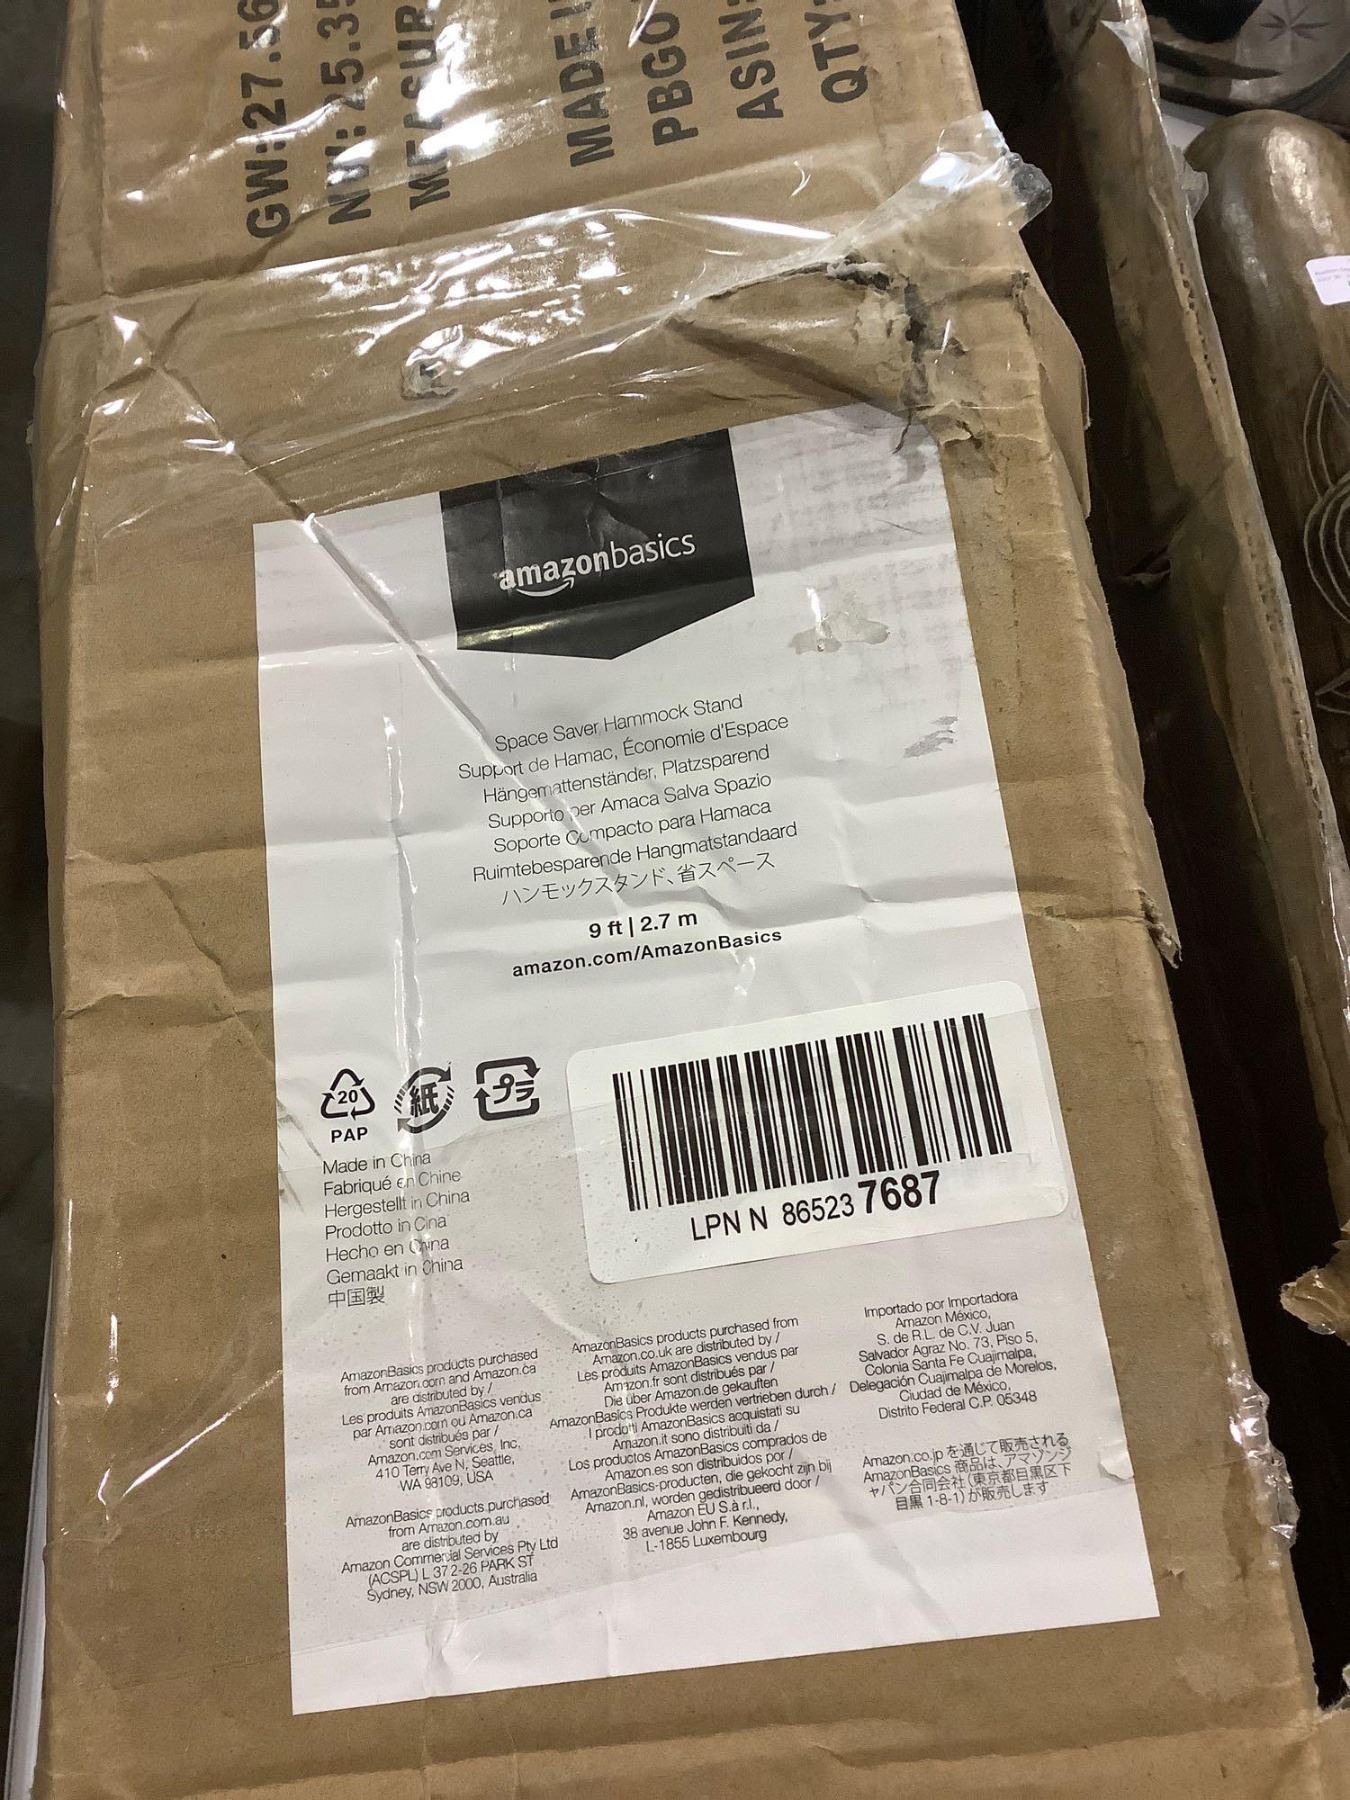 GW:27.56
NW:25.35
MEASUR
MADE I
PBGO
ASIN:
QTY:
amazonbasics
Space Saver Hammock Stand
Support de Hamac, Économie d'Espace
Hängemattenständer, Platzsparend
Supporto per Amaca Salva Spazio
Soporte Compacto para Hamaca
Ruimtebesparende Hangmatstandaard
ハンモックスタンド、省スペース
9 ft | 2.7 m
amazon.com/AmazonBasics
20
PAP
紙
プラ
Made in China
Fabriqué en Chine
Hergestellt in China
Prodotto in Cina
Hecho en China
Gemaakt in China
中国製
LPN N 86523 7687
AmazonBasics products purchased
from Amazon.com and Amazon.ca
are distributed by /
Les produits AmazonBasics vendus
par Amazon.com ou Amazon.ca
sont distribués par /
Amazon.com Services, Inc.
410 Terry Ave N, Seattle,
WA 98109, USA
AmazonBasics products purchased
from Amazon.com.au
are distributed by
Amazon Commercial Services Pty Ltd
(ACSPL) L 37 2-26 PARK ST
Sydney, NSW 2000, Australia
AmazonBasics products purchased from
Amazon.co.uk are distributed by /
Les produits AmazonBasics vendus par
Amazon.fr sont distribués par /
Die über Amazon.de gekauften
AmazonBasics Produkte werden vertrieben durch /
I prodotti AmazonBasics acquistati su
Amazon.it sono distribuiti da /
Los productos AmazonBasics comprados de
Amazon.es son distribuidos por /
AmazonBasics-producten, die gekocht zijn bij
Amazon.nl, worden gedistribueerd door /
Amazon EU S.à r.l.,
38 avenue John F. Kennedy,
L-1855 Luxembourg
Importado por Importadora
Amazon México,
S. de R.L. de C.V. Juan
Salvador Agraz No. 73, Piso 5,
Colonia Santa Fe Cuajimalpa,
Delegación Cuajimalpa de Morelos,
Ciudad de México,
Distrito Federal C.P. 05348
Amazon.co.jp を通じて販売される
AmazonBasics 商品は、アマゾンジ
ャパン合同会社(東京都目黒区下
目黒 1-8-1)が販売します